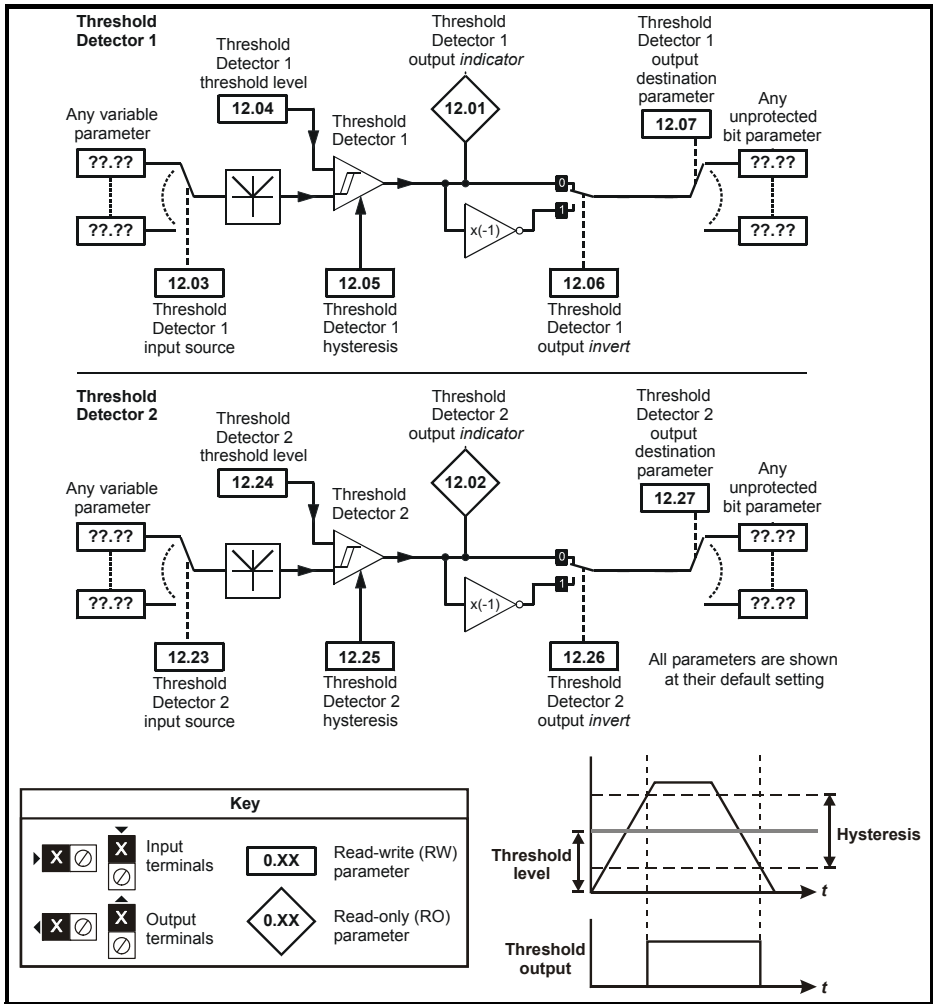 Threshold
Detector 1
Threshold
Detector 1
threshold level
12.04
Threshold
Detector 1
output indicator
12.01
Threshold
Detector 1
output
destination
parameter
12.07
Any variable
parameter
??.??
??.??
Threshold
Detector 1
Any
unprotected
bit parameter
??.??
??.??
0
1
x(-1)
12.03
Threshold
Detector 1
input source
12.05
Threshold
Detector 1
hysteresis
12.06
Threshold
Detector 1
output invert
Threshold
Detector 2
Threshold
Detector 2
threshold level
12.24
Threshold
Detector 2
output indicator
12.02
Threshold
Detector 2
output
destination
parameter
12.27
Any variable
parameter
??.??
??.??
Threshold
Detector 2
Any
unprotected
bit parameter
??.??
??.??
0
1
x(-1)
12.23
Threshold
Detector 2
input source
12.25
Threshold
Detector 2
hysteresis
12.26
Threshold
Detector 2
output invert
All parameters are shown
at their default setting
Key
X
X
Input
terminals
0.XX
Read-write (RW)
parameter
X
X
Output
terminals
0.XX
Read-only (RO)
parameter
Threshold
level
Hysteresis
t
Threshold
output
t